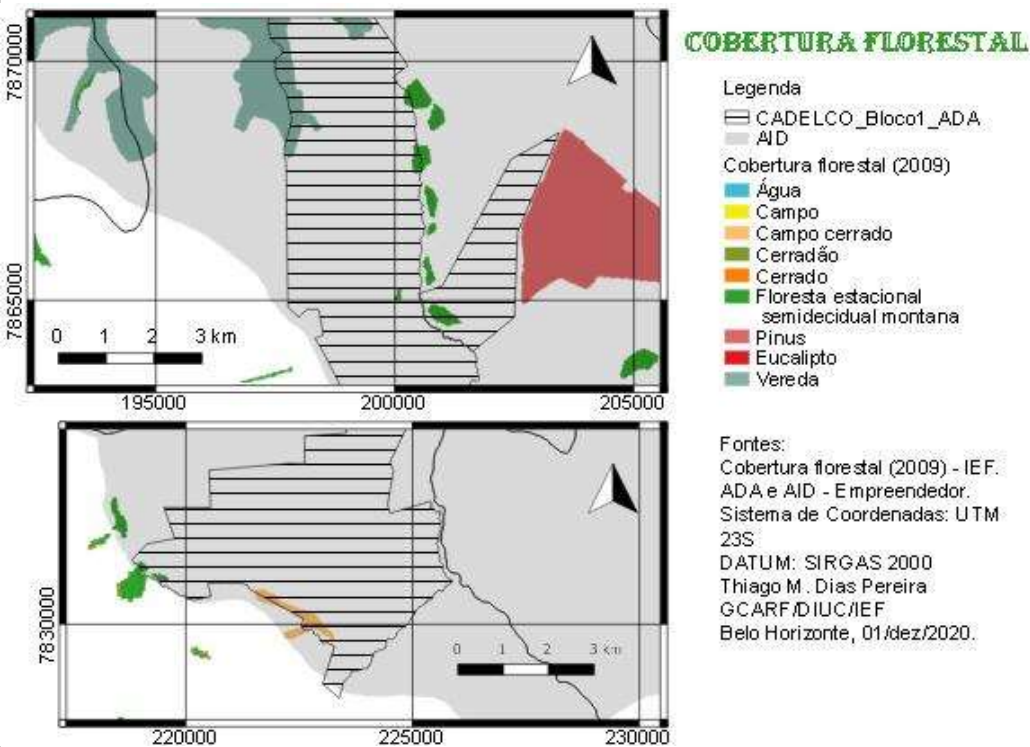 COBERTURA FLORESTAL
Legenda
CADELCO_Bloco1_ADA
AID
Cobertura florestal (2009)
Água
Campo
Campo cerrado
Cerradão
Cerrado
Floresta estacional
semidecidual montana
Pinus
Eucalipto
Vereda
7870000
7865000
0 1 2 3 km
195000 200000 205000
7830000
0 1 2 3 km
220000 225000 230000
Fontes:
Cobertura florestal (2009) - IEF.
ADA e AID - Empreendedor.
Sistema de Coordenadas: UTM
23S
DATUM: SIRGAS 2000
Thiago M. Dias Pereira
GCARF/DIUC/IEF
Belo Horizonte, 01/dez/2020.